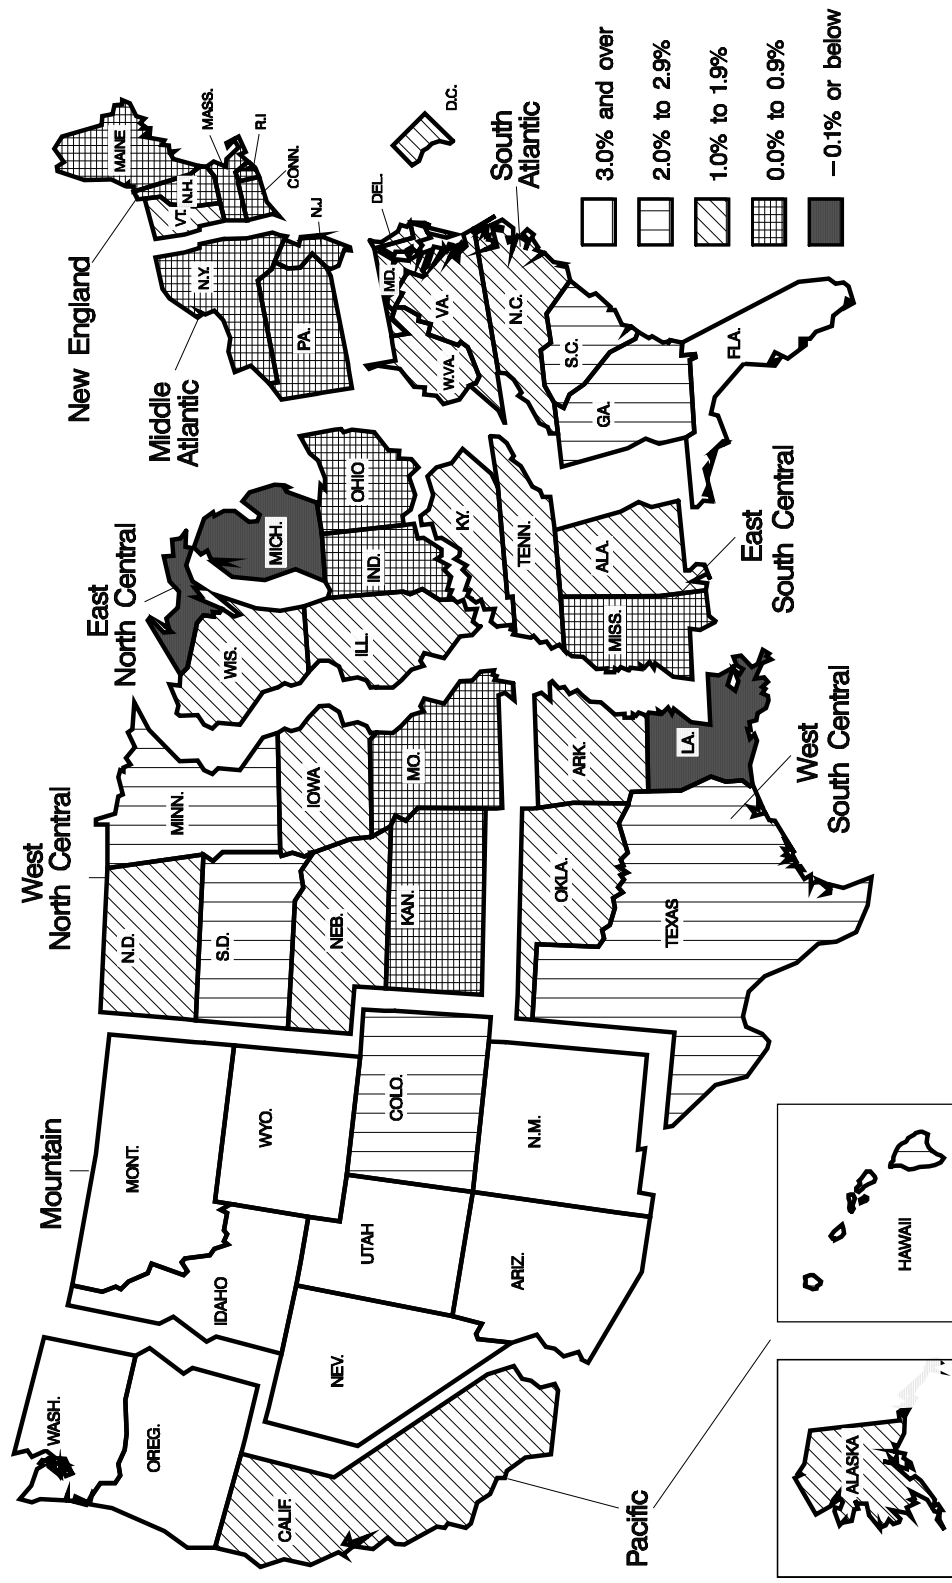 Pacific
Mountain
West
North Central
East
North Central
Middle
Atlantic
New England
WASH.
OREG.
CALIF.
NEV.
IDAHO
MONT.
WYO.
UTAH
COLO.
ARIZ.
N.M.
N.D.
S.D.
NEB.
KAN.
MINN.
IOWA
MO.
WIS.
ILL.
MICH.
IND.
OHIO
N.Y.
PA.
N.J
VT.
N.H.
MAINE
MASS.
R.I
CONN.
DEL.
MD.
D.C.
W.VA.
VA.
N.C.
S.C.
GA.
FLA.
KY.
TENN.
ALA.
MISS.
OKLA.
ARK.
TEXAS
LA.
ALASKA
HAWAII
West
South Central
East
South Central
South
Atlantic
3.0% and over
2.0% to 2.9%
1.0% to 1.9%
0.0% to 0.9%
−0.1% or below